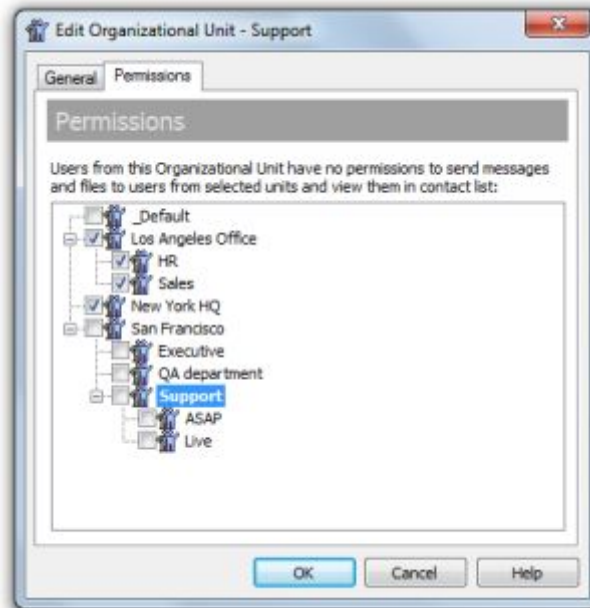 Edit Organizational Unit - Support
General Permissions
Permissions
Users from this Organizational Unit have no permissions to send messages
and files to users from selected units and view them in contact list:
_Default
Los Angeles Office
HR
Sales
New York HQ
San Francisco
Executive
QA department
Support
ASAP
Live
OK Cancel Help